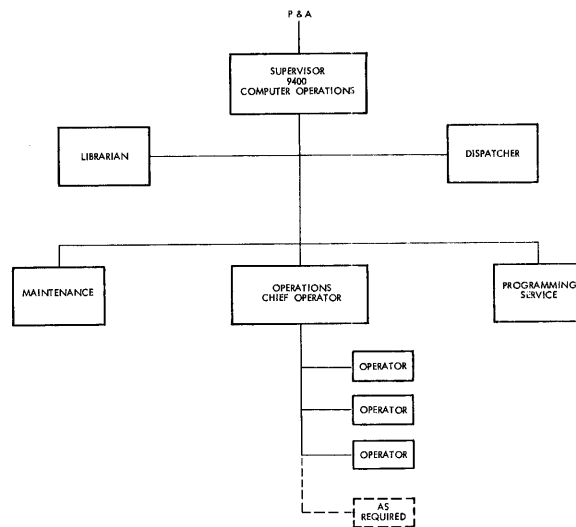 P & A
SUPERVISOR
9400
COMPUTER OPERATIONS
LIBRARIAN
DISPATCHER
MAINTENANCE
OPERATIONS
CHIEF OPERATOR
PROGRAMMING
SERVICE
OPERATOR
OPERATOR
OPERATOR
AS
REQUIRED